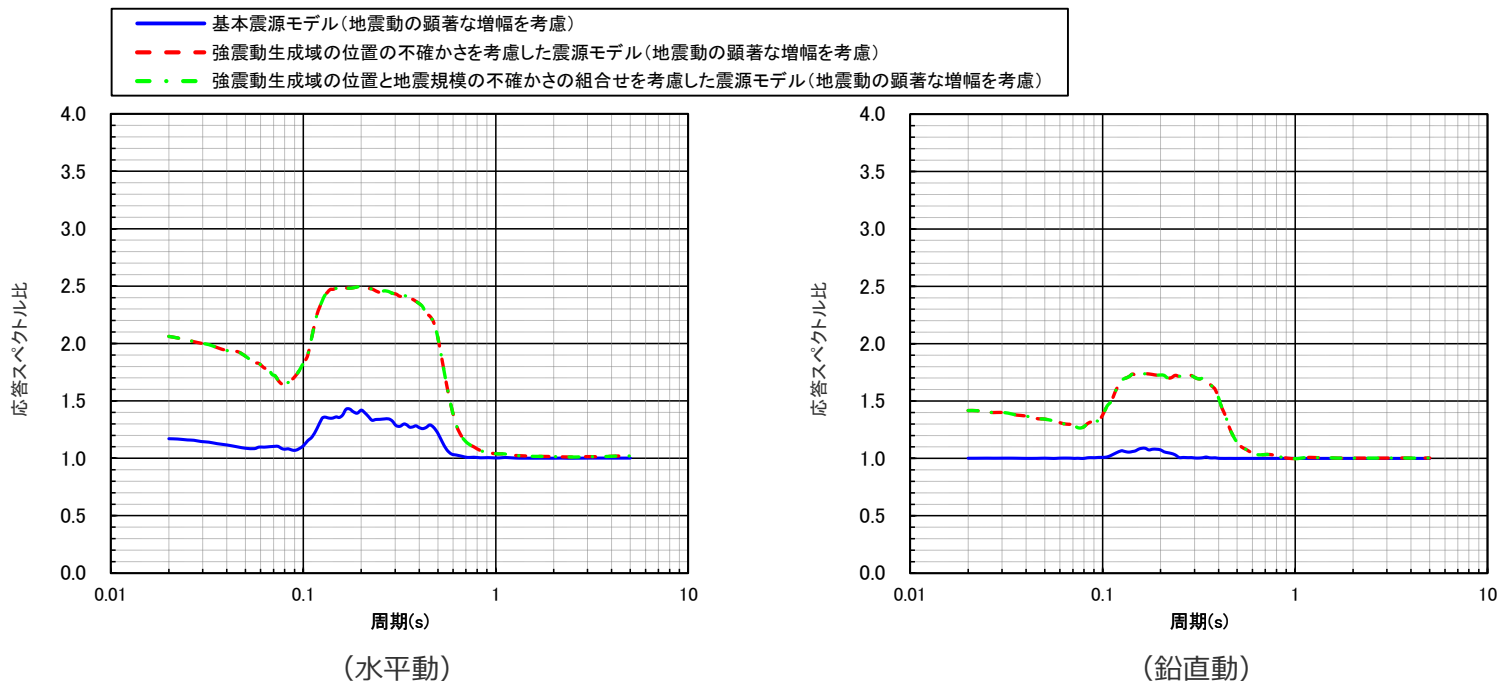 基本震源モデル(地震動の顕著な増幅を考慮)
強震動生成域の位置の不確かさを考慮した震源モデル(地震動の顕著な増幅を考慮)
強震動生成域の位置と地震規模の不確かさの組合せを考慮した震源モデル(地震動の顕著な増幅を考慮)
4.0
3.5
3.0
2.5
2.0
1.5
1.0
0.5
0.0
応答スペクトル比
0.01 0.1 1 10
周期(s)
(水平動)
4.0
3.5
3.0
2.5
2.0
1.5
1.0
0.5
0.0
応答スペクトル比
0.01 0.1 1 10
周期(s)
(鉛直動)